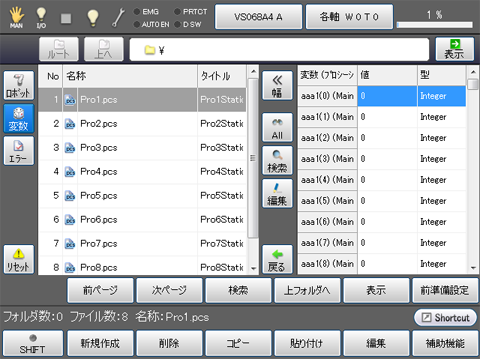 MAN
I/O
EMG
AUTO EN
PRTCT
D SW
VS068A4 A
各軸 W0T0
1 %
ルート
上へ
¥
表示
ロボット
変数
エラー
リセット
No 名称 タイトル
1 Pro1.pcs Pro1Static
2 Pro2.pcs Pro2Static
3 Pro3.pcs Pro3Static
4 Pro4.pcs Pro4Static
5 Pro5.pcs Pro5Static
6 Pro6.pcs Pro6Static
7 Pro7.pcs Pro7Static
8 Pro8.pcs Pro8Static
幅
All
検索
編集
戻る
変数 (プロシー 値 型
aaa1(0) (Main 0 Integer
aaa1(1) (Main 0 Integer
aaa1(2) (Main 0 Integer
aaa1(3) (Main 0 Integer
aaa1(4) (Main 0 Integer
aaa1(5) (Main 0 Integer
aaa1(6) (Main 0 Integer
aaa1(7) (Main 0 Integer
aaa1(8) (Main 0 Integer
前ページ 次ページ 検索 上フォルダへ 表示 前準備設定
フォルダ数:0 ファイル数:8 名称:Pro1.pcs
Shortcut
SHIFT 新規作成 削除 コピー 貼り付け 編集 補助機能